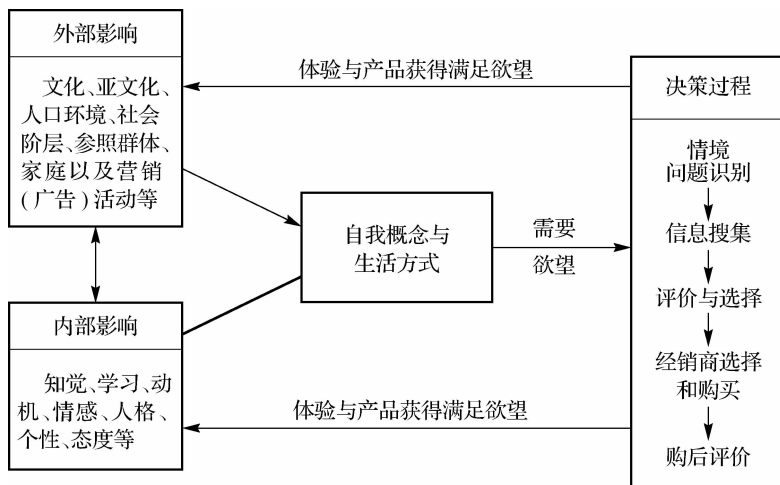 外部影响
文化、亚文化、
人口环境、社会
阶层、参照群体、
家庭以及营销
(广告)活动等
体验与产品获得满足欲望
自我概念与
生活方式
需要
欲望
内部影响
知觉、学习、动
机、情感、人格、
个性、态度等
体验与产品获得满足欲望
决策过程
情境
问题识别
信息搜集
评价与选择
经销商选择
和购买
购后评价